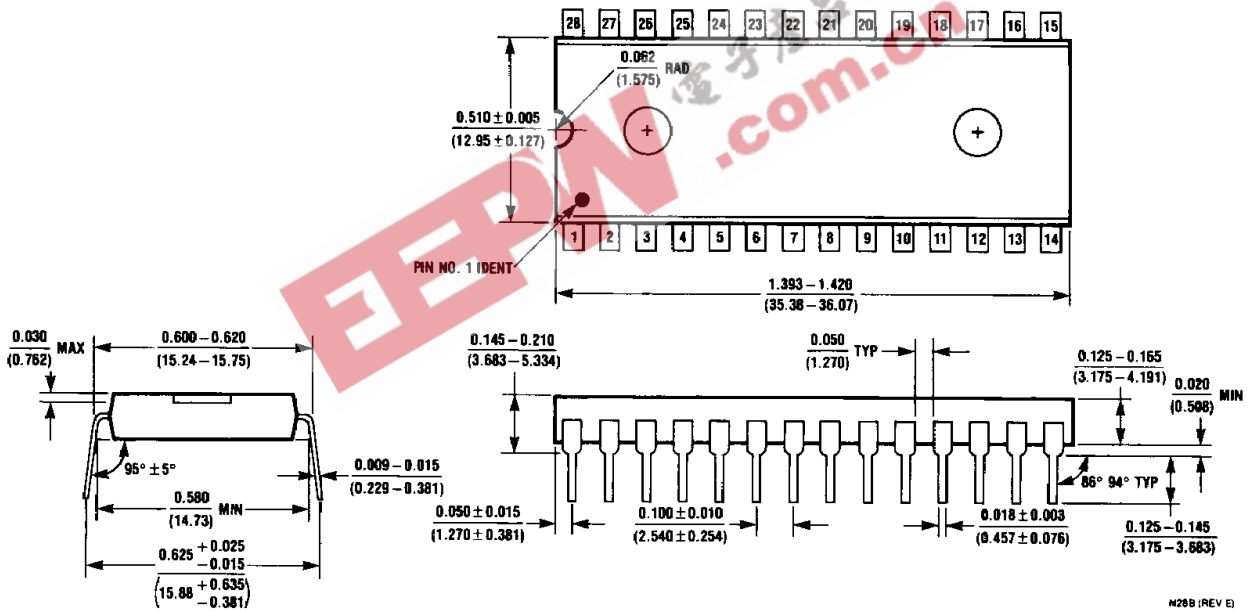 28 27 26 25 24 23 22 21 20 19 18 17 16 15
0.062
(1.575)
RAD
0.510 ± 0.005
(12.95 ± 0.127)
PIN NO. 1 IDENT
1 2 3 4 5 6 7 8 9 10 11 12 13 14
1.393 – 1.420
(35.38 – 36.07)
EEPW
.com.cn
0.030
(0.762)
MAX
0.600 – 0.620
(15.24 – 15.75)
95° ± 5°
0.580
(14.73)
MIN
0.009 – 0.015
(0.229 – 0.381)
0.625 +0.025
–0.015
(15.88 +0.635
–0.381)
0.145 – 0.210
(3.683 – 5.334)
0.050
(1.270)
TYP
0.125 – 0.165
(3.175 – 4.191)
0.020
(0.508)
MIN
86° 94° TYP
0.050 ± 0.015
(1.270 ± 0.381)
0.100 ± 0.010
(2.540 ± 0.254)
0.018 ± 0.003
(0.457 ± 0.076)
0.125 – 0.145
(3.175 – 3.683)
N28B (REV E)